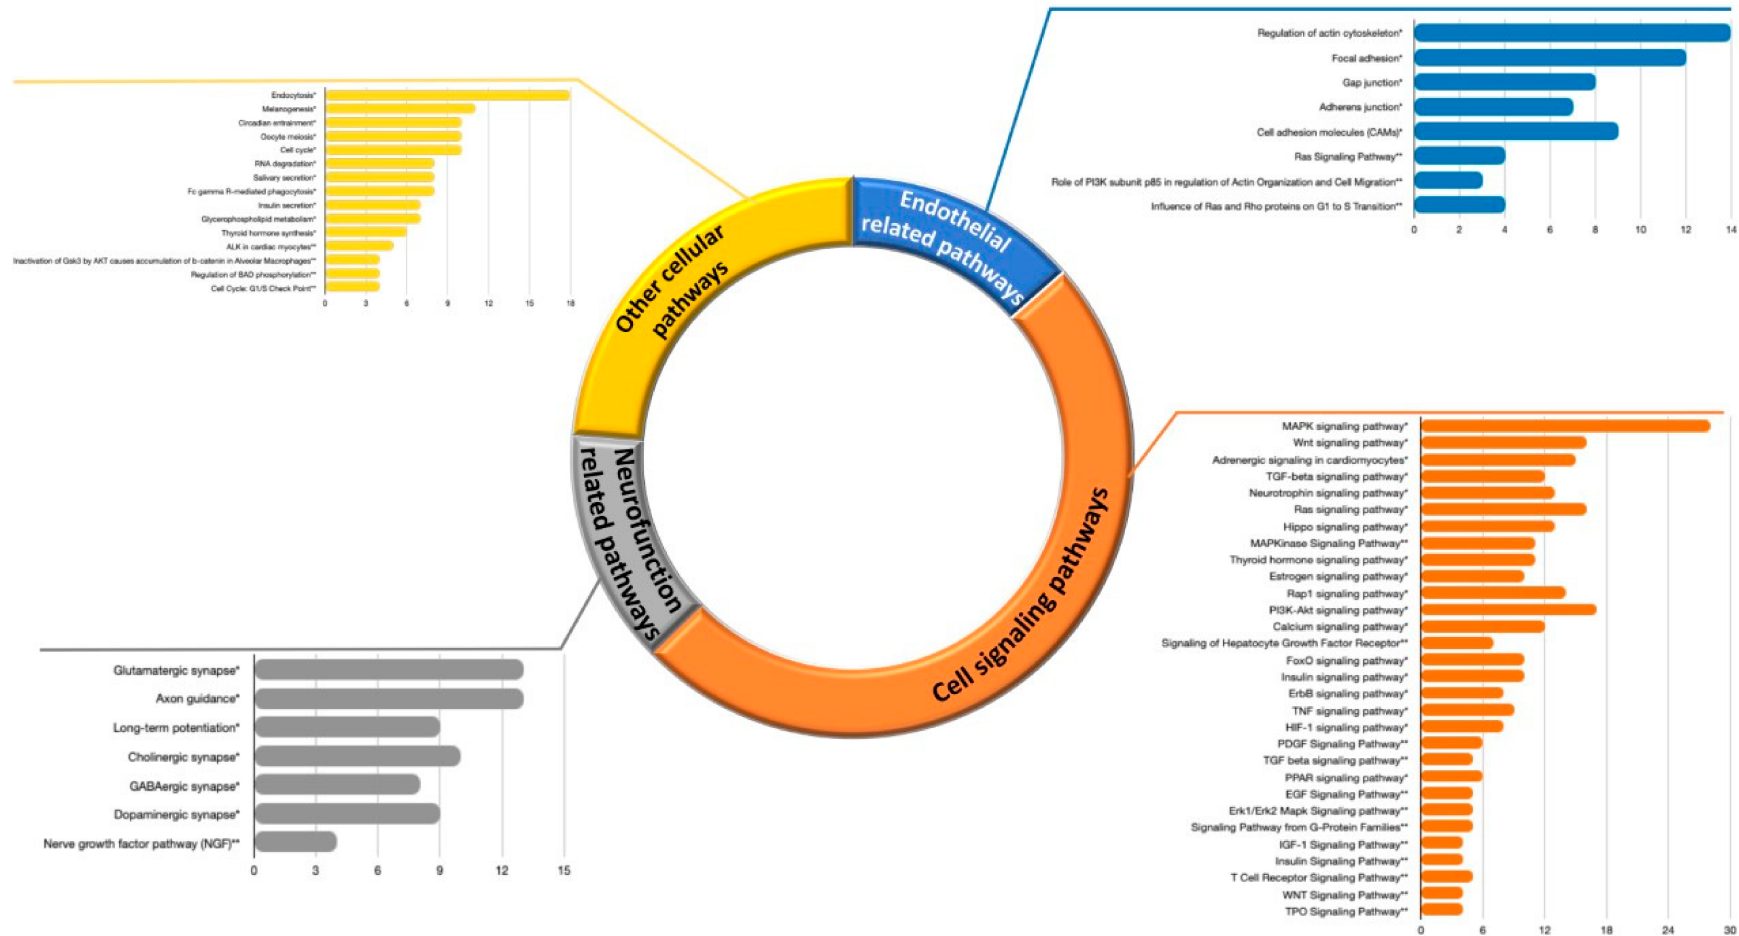 Endocytosis*
Melanogenesis*
Circadian entrainment*
Oocyte meiosis*
Cell cycle*
RNA degradation*
Salivary secretion*
Fc gamma R-mediated phagocytosis*
Insulin secretion*
Glycerophospholipid metabolism*
Thyroid hormone synthesis*
ALK in cardiac myocytes**
Inactivation of Gsk3 by AKT causes accumulation of b-catenin in Alveolar Macrophages**
Regulation of BAD phosphorylation**
Cell Cycle: G1/S Check Point**
0 3 6 9 12 15 18
Regulation of actin cytoskeleton*
Focal adhesion*
Gap junction*
Adherens junction*
Cell adhesion molecules (CAMs)*
Ras Signaling Pathway**
Role of PI3K subunit p85 in regulation of Actin Organization and Cell Migration**
Influence of Ras and Rho proteins on G1 to S Transition**
0 2 4 6 8 10 12 14
Other cellular
pathways
Endothelial
related pathways
Neurofunction
related pathways
Cell signaling pathways
Glutamatergic synapse*
Axon guidance*
Long-term potentiation*
Cholinergic synapse*
GABAergic synapse*
Dopaminergic synapse*
Nerve growth factor pathway (NGF)**
0 3 6 9 12 15
MAPK signaling pathway*
Wnt signaling pathway*
Adrenergic signaling in cardiomyocytes*
TGF-beta signaling pathway*
Neurotrophin signaling pathway*
Ras signaling pathway*
Hippo signaling pathway*
MAPKinase Signaling Pathway**
Thyroid hormone signaling pathway*
Estrogen signaling pathway*
Rap1 signaling pathway*
PI3K-Akt signaling pathway*
Calcium signaling pathway*
Signaling of Hepatocyte Growth Factor Receptor**
FoxO signaling pathway*
Insulin signaling pathway*
ErbB signaling pathway*
TNF signaling pathway*
HIF-1 signaling pathway*
PDGF Signaling Pathway**
TGF beta signaling pathway**
PPAR signaling pathway*
EGF Signaling Pathway**
Erk1/Erk2 Mapk Signaling pathway**
Signaling Pathway from G-Protein Families**
IGF-1 Signaling Pathway**
Insulin Signaling Pathway**
T Cell Receptor Signaling Pathway**
WNT Signaling Pathway**
TPO Signaling Pathway**
0 6 12 18 24 30